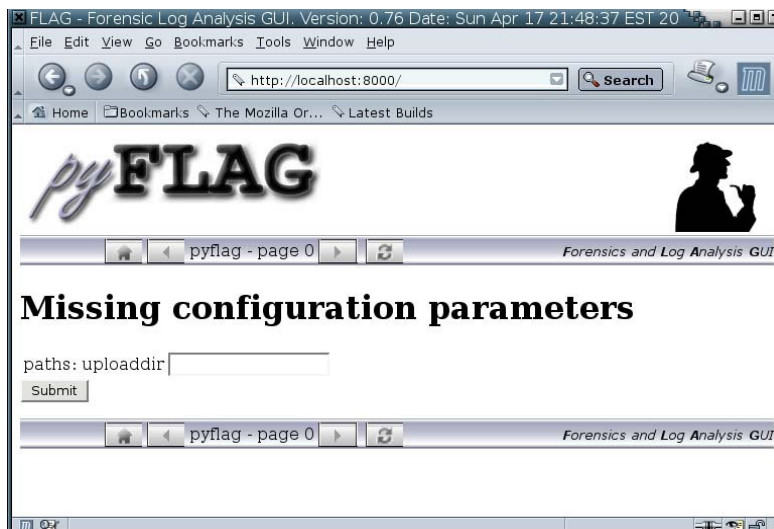 FLAG - Forensic Log Analysis GUI. Version: 0.76 Date: Sun Apr 17 21:48:37 EST 20
File Edit View Go Bookmarks Tools Window Help
http://localhost:8000/ Search
Home Bookmarks The Mozilla Or... Latest Builds
pyFLAG
pyflag - page 0 Forensics and Log Analysis GUI
Missing configuration parameters
paths: uploaddir
Submit
pyflag - page 0 Forensics and Log Analysis GUI